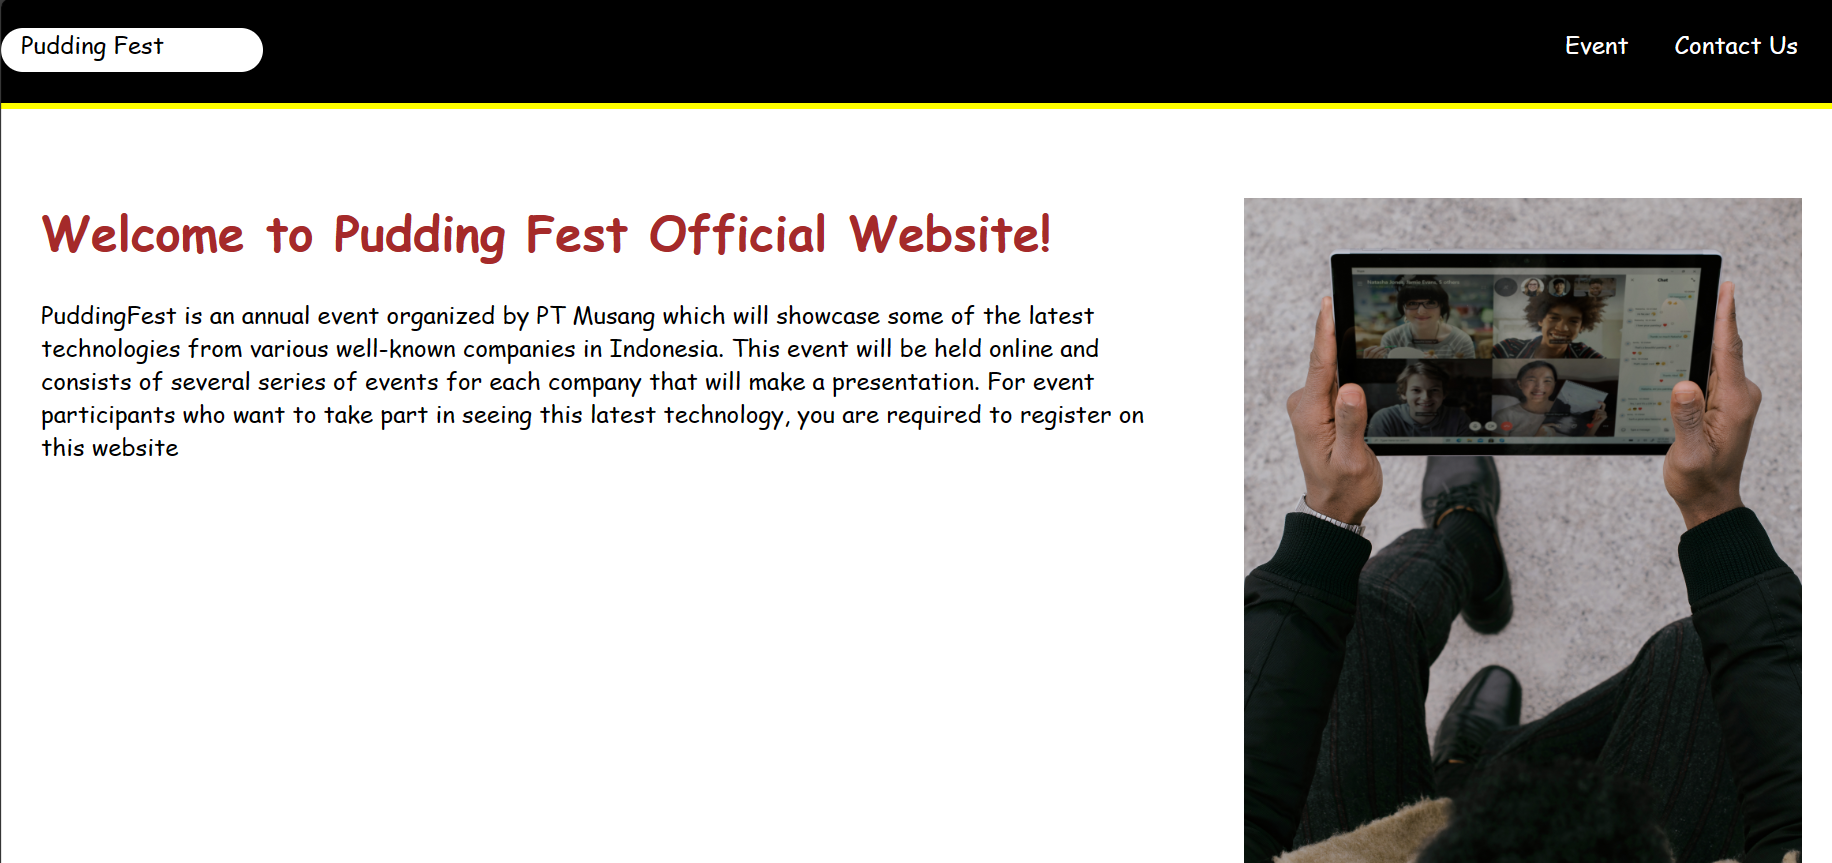 Pudding Fest
Event
Contact Us
Welcome to Pudding Fest Official Website!
PuddingFest is an annual event organized by PT Musang which will showcase some of the latest
technologies from various well-known companies in Indonesia. This event will be held online and
consists of several series of events for each company that will make a presentation. For event
participants who want to take part in seeing this latest technology, you are required to register on
this website
Chat